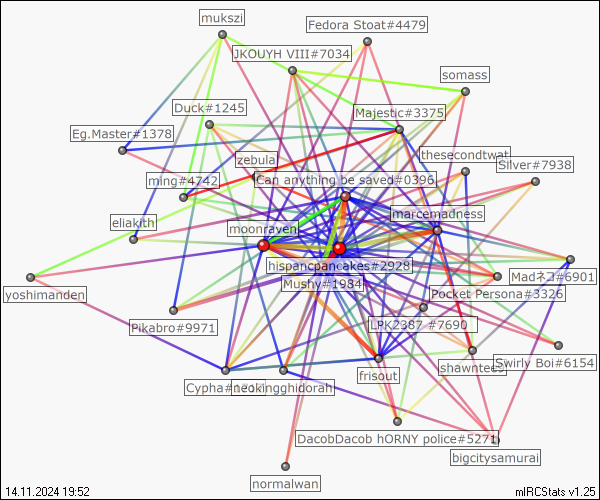 mukszi
Fedora Stoat#4479
JKOUYH VIII#7034
somass
Duck#1245
Majestic#3375
Eg.Master#1378
zebula
thesecondtwat
Silver#7938
ming#4742
Can anything be saved#0396
marcemadness
eliakith
moonraven
hispancpancakes#2928
Madネコ#6901
Mushy#1984
yoshimanden
Pocket Persona#3326
Pikabro#9971
LPK2387 #7690
Swirly Boi#6154
shawntee
Cypha#
neokingghidorah
frisout
DacobDacob hORNY police#5271
bigcitysamurai
normalwan
14.11.2024 19:52
mIRCStats v1.25